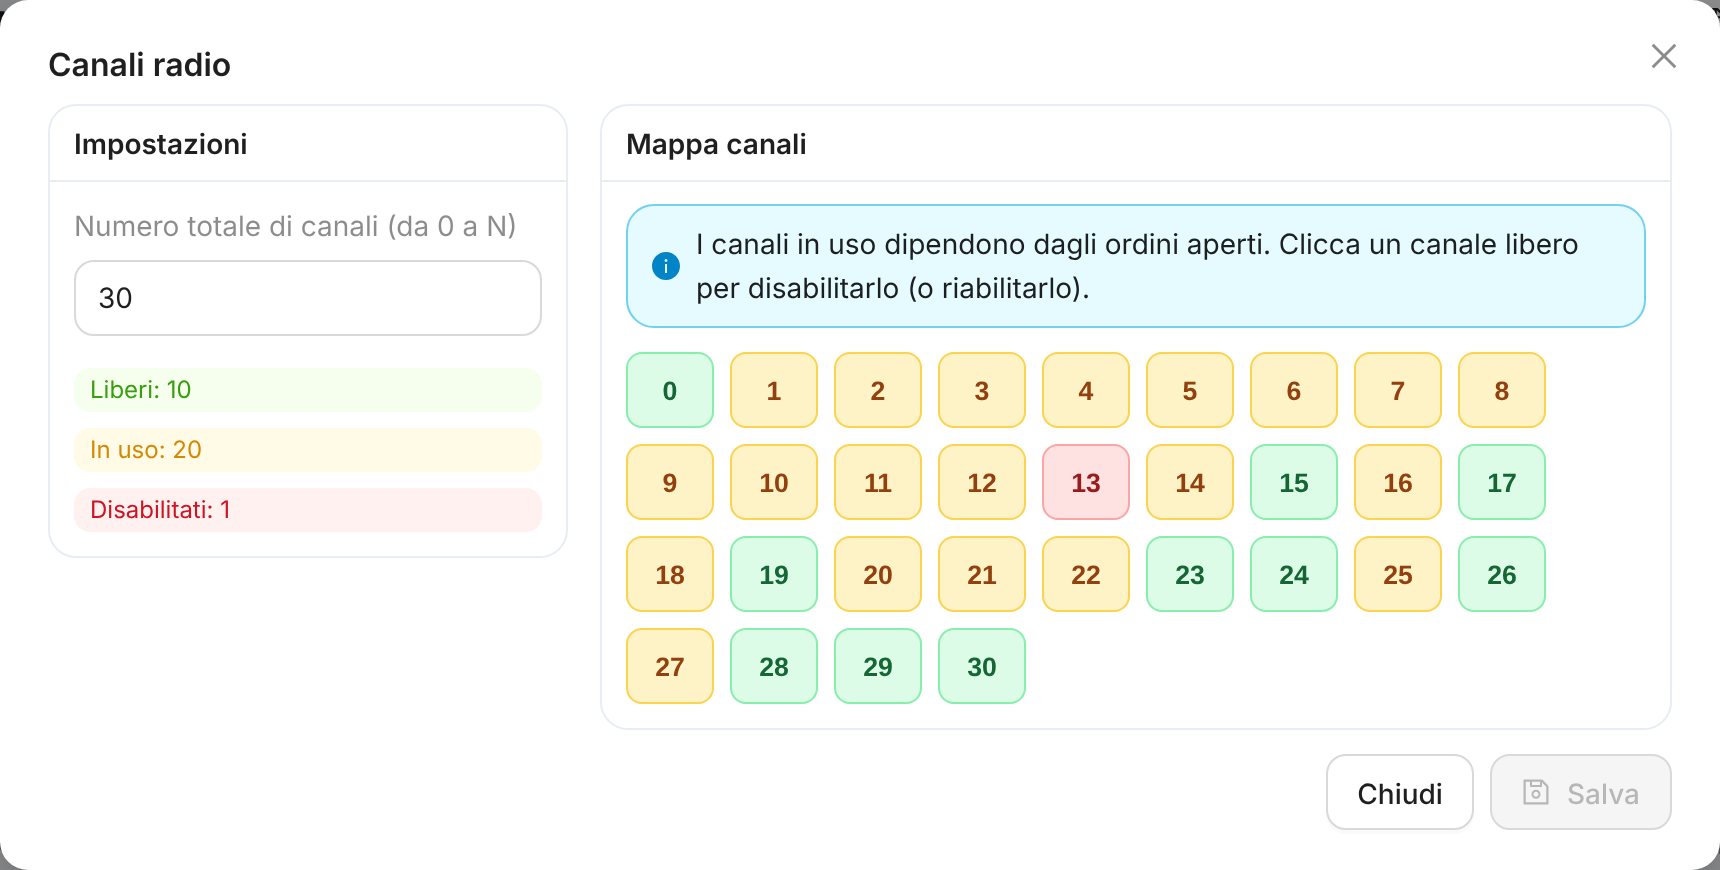 Canali radio
Impostazioni
Numero totale di canali (da 0 a N)
30
Liberi: 10
In uso: 20
Disabilitati: 1
Mappa canali
I canali in uso dipendono dagli ordini aperti. Clicca un canale libero
per disabilitarlo (o riabilitarlo).
0 1 2 3 4 5 6 7 8
9 10 11 12 13 14 15 16 17
18 19 20 21 22 23 24 25 26
27 28 29 30
Chiudi Salva